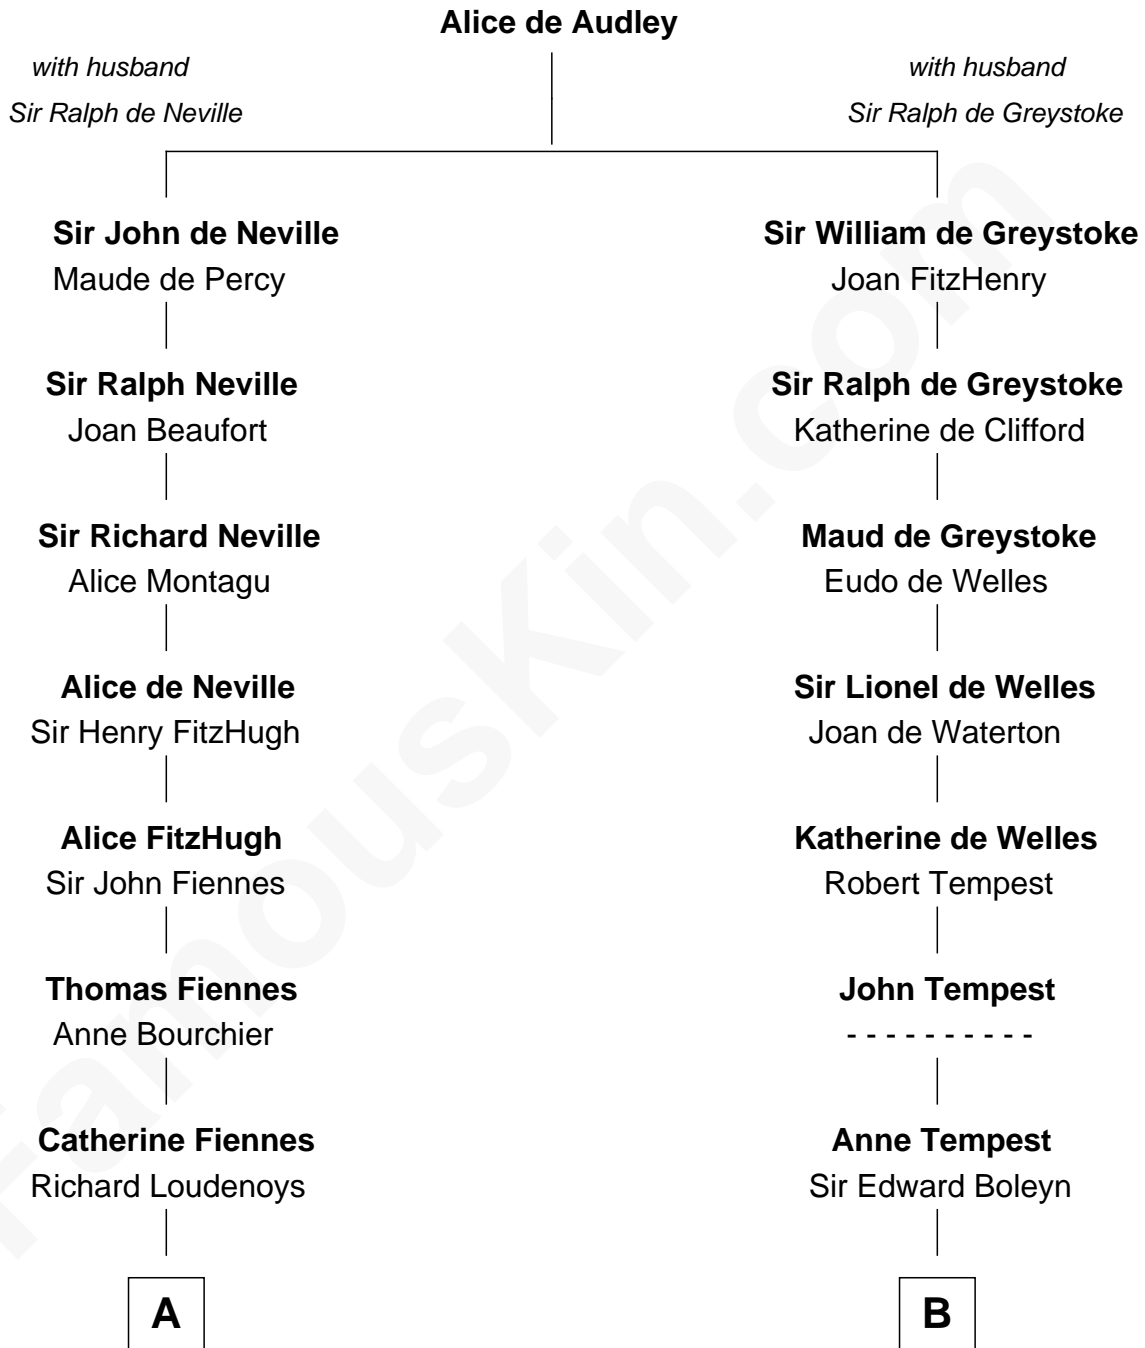 Alice de Audley
with husband
Sir Ralph de Neville
with husband
Sir Ralph de Greystoke
Sir John de Neville
Maude de Percy
Sir William de Greystoke
Joan FitzHenry
Sir Ralph Neville
Joan Beaufort
Sir Ralph de Greystoke
Katherine de Clifford
Sir Richard Neville
Alice Montagu
Maud de Greystoke
Eudo de Welles
Alice de Neville
Sir Henry FitzHugh
Sir Lionel de Welles
Joan de Waterton
Alice FitzHugh
Sir John Fiennes
Katherine de Welles
Robert Tempest
Thomas Fiennes
Anne Bourchier
John Tempest
- - - - - - - - - -
Catherine Fiennes
Richard Loudenoys
Anne Tempest
Sir Edward Boleyn
A
B
FamousKin.com